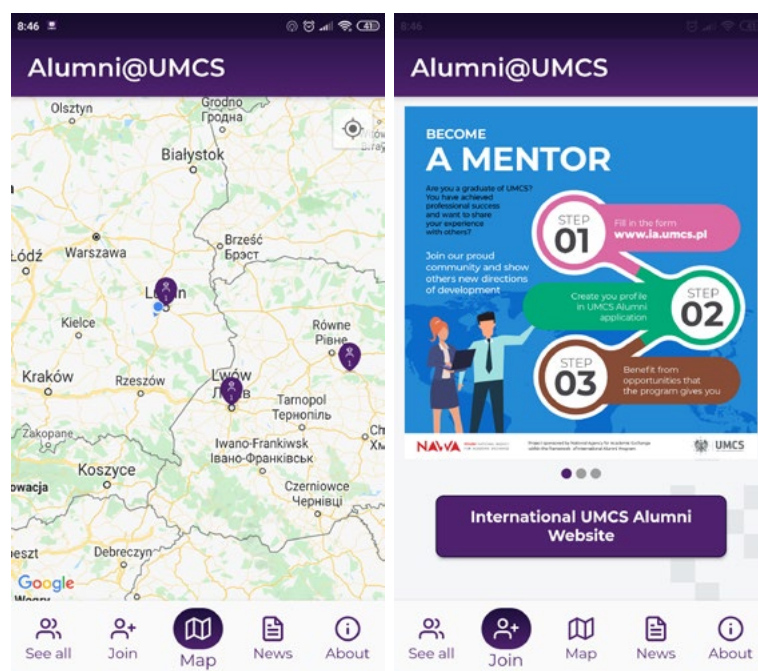 8:46
41
Alumni@UMCS
Olsztyn
Grodno
Гродна
Białystok
Brześć
Брэст
Łódź
Warszawa
Kielce
Równe
Рівне
Kraków
Rzeszów
Lwów
Tarnopol
Тернопіль
Zakopane
Iwano-Frankiwsk
Івано-Франківськ
Koszyce
Czerniowce
Чернівці
Debreczyn
Google
See all
Join
Map
News
About
8:46
Alumni@UMCS
BECOME
A MENTOR
Are you a graduate of UMCS?
You have achieved
professional success
and want to share
your experience
with others?
Join our proud
community and show
others new directions
of development
STEP
01
Fill in the form
www.ia.umcs.pl
Create you profile
in UMCS Alumni
application
STEP
02
STEP
03
Benefit from
opportunities that
the program gives you
NAWA
UMCS
International UMCS Alumni
Website
See all
Join
Map
News
About